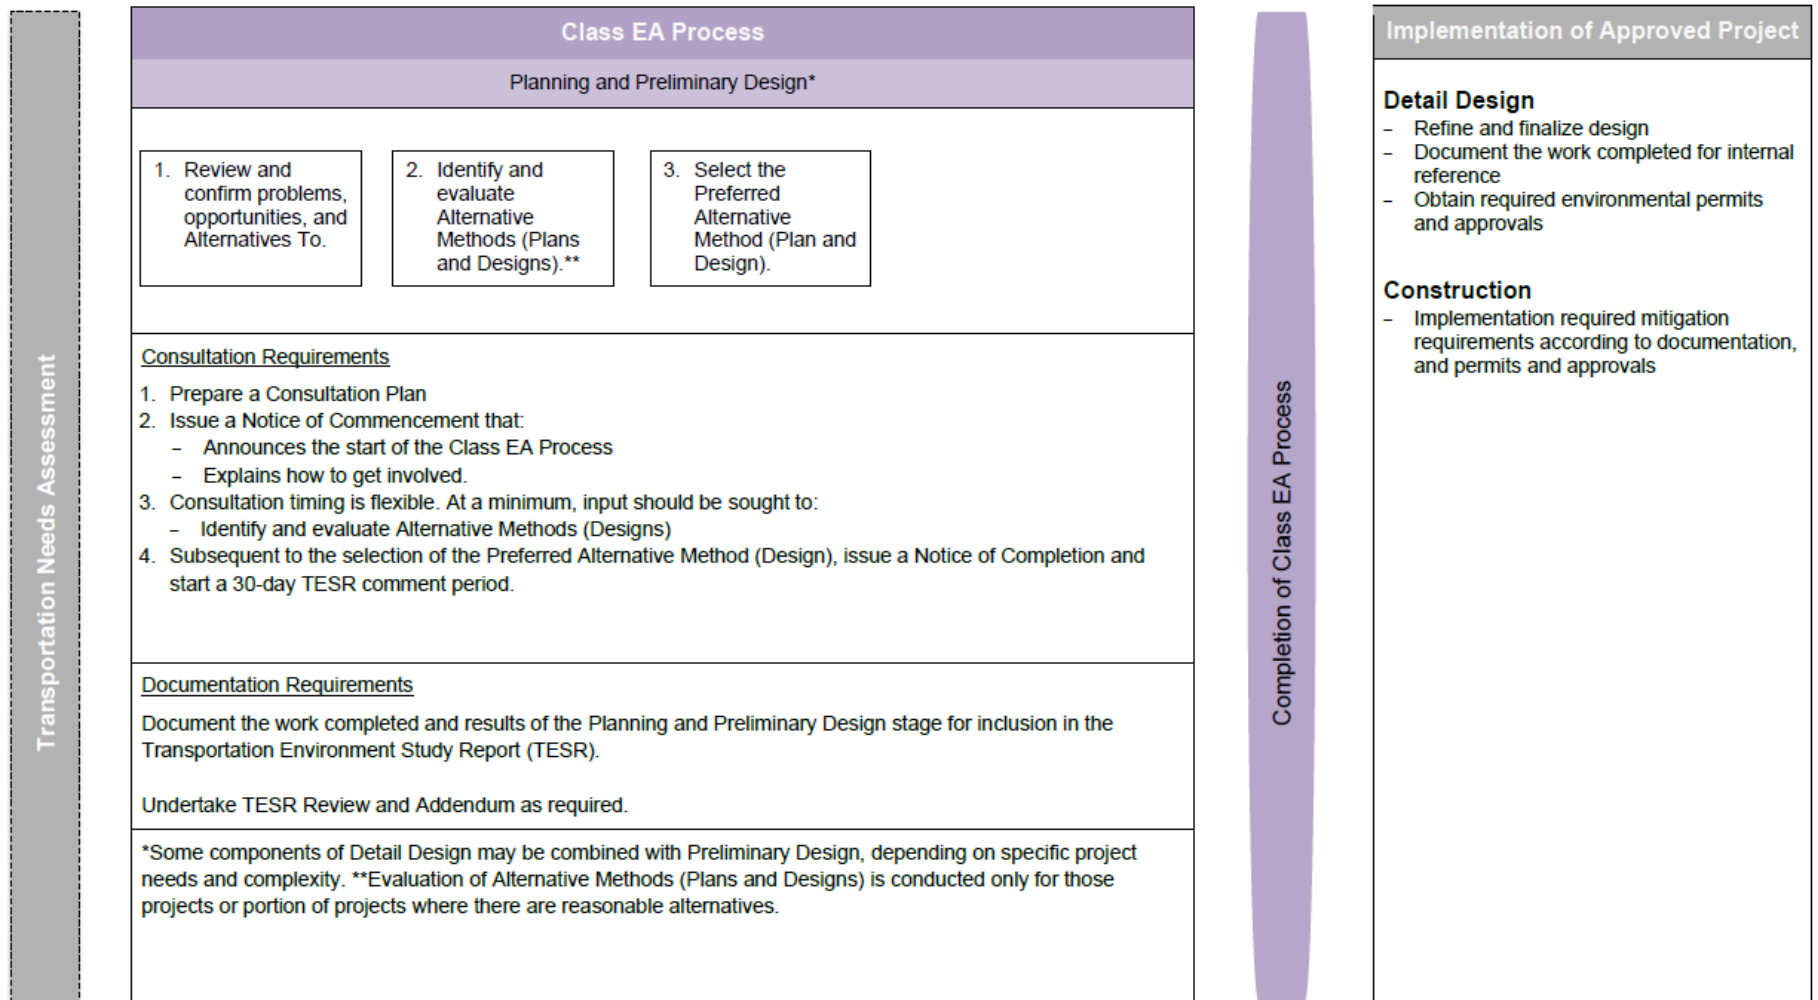 Transportation Needs Assessment
Class EA Process
Planning and Preliminary Design*
1. Review and
confirm problems,
opportunities, and
Alternatives To.
2. Identify and
evaluate
Alternative
Methods (Plans
and Designs).**
3. Select the
Preferred
Alternative
Method (Plan and
Design).
Consultation Requirements
1. Prepare a Consultation Plan
2. Issue a Notice of Commencement that:
– Announces the start of the Class EA Process
– Explains how to get involved.
3. Consultation timing is flexible. At a minimum, input should be sought to:
– Identify and evaluate Alternative Methods (Designs)
4. Subsequent to the selection of the Preferred Alternative Method (Design), issue a Notice of Completion and
start a 30-day TESR comment period.
Documentation Requirements
Document the work completed and results of the Planning and Preliminary Design stage for inclusion in the
Transportation Environment Study Report (TESR).
Undertake TESR Review and Addendum as required.
*Some components of Detail Design may be combined with Preliminary Design, depending on specific project
needs and complexity. **Evaluation of Alternative Methods (Plans and Designs) is conducted only for those
projects or portion of projects where there are reasonable alternatives.
Completion of Class EA Process
Implementation of Approved Project
Detail Design
– Refine and finalize design
– Document the work completed for internal
reference
– Obtain required environmental permits
and approvals
Construction
– Implementation required mitigation
requirements according to documentation,
and permits and approvals